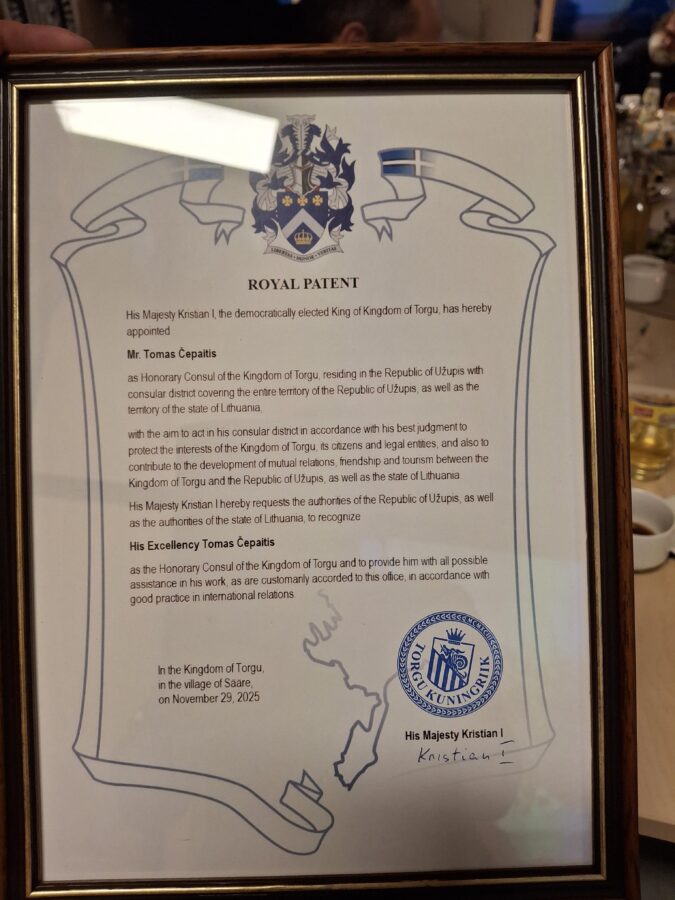 LIBERTAS • HONOR • VERITAS
ROYAL PATENT
His Majesty Kristian I, the democratically elected King of Kingdom of Torgu, has hereby
appointed
Mr. Tomas Čepaitis
as Honorary Consul of the Kingdom of Torgu, residing in the Republic of Užupis with
consular district covering the entire territory of the Republic of Užupis, as well as the
territory of the state of Lithuania,
with the aim to act in his consular district in accordance with his best judgment to
protect the interests of the Kingdom of Torgu, its citizens and legal entities, and also to
contribute to the development of mutual relations, friendship and tourism between the
Kingdom of Torgu and the Republic of Užupis, as well as the state of Lithuania
His Majesty Kristian I hereby requests the authorities of the Republic of Užupis, as well
as the authorities of the state of Lithuania, to recognize
His Excellency Tomas Čepaitis
as the Honorary Consul of the Kingdom of Torgu and to provide him with all possible
assistance in his work, as are customarily accorded to this office, in accordance with
good practice in international relations.
In the Kingdom of Torgu,
in the village of Sääre,
on November 29, 2025
MCMXCII
TORGU KUNINGRIIK
His Majesty Kristian I
Kristian I